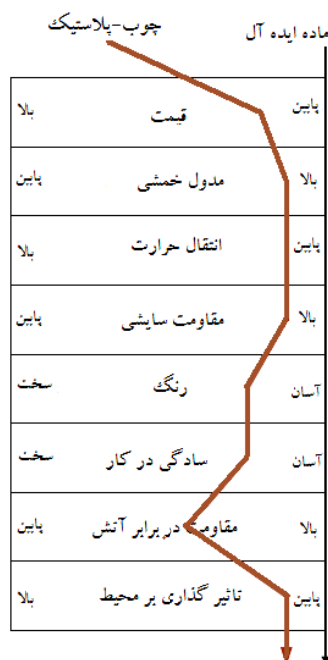 ماده ایده آل چوب-پلاستیک
پایین قیمت بالا
بالا مدول خمشی پایین
پایین انتقال حرارت بالا
بالا مقاومت سایشی پایین
آسان رنگ سخت
آسان سادگی در کار سخت
بالا مقاومت در برابر آتش پایین
پایین تاثیر گذاری بر محیط بالا